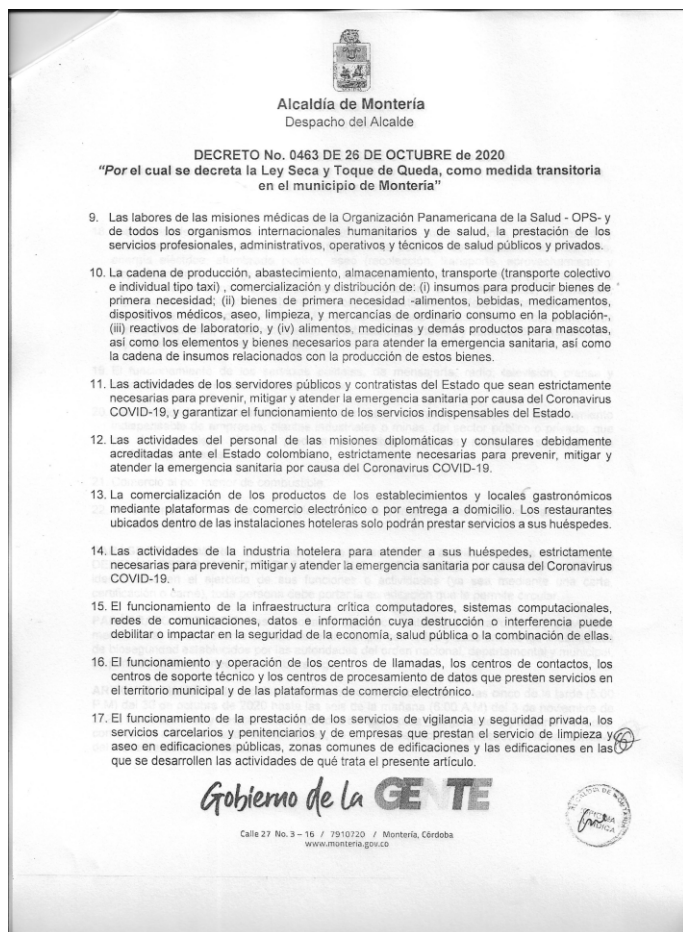 Alcaldía de Montería
Despacho del Alcalde
DECRETO No. 0463 DE 26 DE OCTUBRE de 2020
"Por el cual se decreta la Ley Seca y Toque de Queda, como medida transitoria
en el municipio de Montería"
9. Las labores de las misiones médicas de la Organización Panamericana de la Salud - OPS- y
de todos los organismos internacionales humanitarios y de salud, la prestación de los
servicios profesionales, administrativos, operativos y técnicos de salud públicos y privados.
10. La cadena de producción, abastecimiento, almacenamiento, transporte (transporte colectivo
e individual tipo taxi) , comercialización y distribución de: (i) insumos para producir bienes de
primera necesidad; (ii) bienes de primera necesidad -alimentos, bebidas, medicamentos,
dispositivos médicos, aseo, limpieza, y mercancías de ordinario consumo en la población-,
(iii) reactivos de laboratorio, y (iv) alimentos, medicinas y demás productos para mascotas,
así como los elementos y bienes necesarios para atender la emergencia sanitaria, así como
la cadena de insumos relacionados con la producción de estos bienes.
11. Las actividades de los servidores públicos y contratistas del Estado que sean estrictamente
necesarias para prevenir, mitigar y atender la emergencia sanitaria por causa del Coronavirus
COVID-19, y garantizar el funcionamiento de los servicios indispensables del Estado.
12. Las actividades del personal de las misiones diplomáticas y consulares debidamente
acreditadas ante el Estado colombiano, estrictamente necesarias para prevenir, mitigar y
atender la emergencia sanitaria por causa del Coronavirus COVID-19.
13. La comercialización de los productos de los establecimientos y locales gastronómicos
mediante plataformas de comercio electrónico o por entrega a domicilio. Los restaurantes
ubicados dentro de las instalaciones hoteleras solo podrán prestar servicios a sus huéspedes.
14. Las actividades de la industria hotelera para atender a sus huéspedes, estrictamente
necesarias para prevenir, mitigar y atender la emergencia sanitaria por causa del Coronavirus
COVID-19.
15. El funcionamiento de la infraestructura crítica computadores, sistemas computacionales,
redes de comunicaciones, datos e información cuya destrucción o interferencia puede
debilitar o impactar en la seguridad de la economía, salud pública o la combinación de ellas.
16. El funcionamiento y operación de los centros de llamadas, los centros de contactos, los
centros de soporte técnico y los centros de procesamiento de datos que presten servicios en
el territorio municipal y de las plataformas de comercio electrónico.
17. El funcionamiento de la prestación de los servicios de vigilancia y seguridad privada, los
servicios carcelarios y penitenciarios y de empresas que prestan el servicio de limpieza y
aseo en edificaciones públicas, zonas comunes de edificaciones y las edificaciones en las
que se desarrollen las actividades de qué trata el presente artículo.
Gobierno de la GENTE
Calle 27 No. 3 – 16 / 7910720 / Montería, Córdoba
www.monteria.gov.co